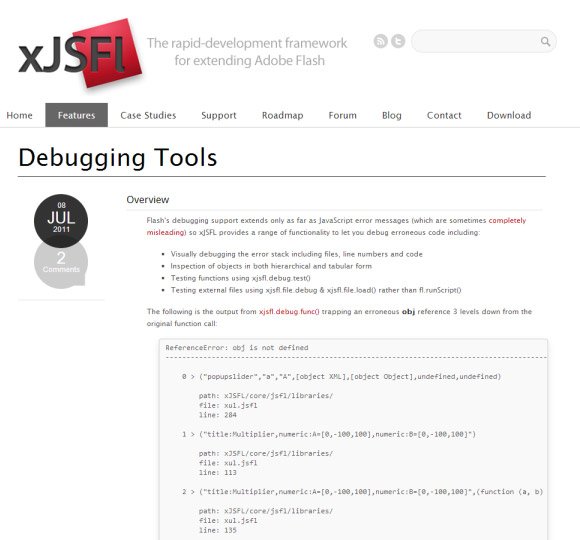 xJSFl
The rapid-development framework
for extending Adobe Flash
Home Features Case Studies Support Roadmap Forum Blog Contact Download
Debugging Tools
08
JUL
2011
2
Comments
Overview
Flash's debugging support extends only as far as JavaScript error messages (which are sometimes completely
misleading) so xJSFL provides a range of functionality to let you debug erroneous code including:
Visually debugging the error stack including files, line numbers and code
Inspection of objects in both hierarchical and tabular form
Testing functions using xjsfl.debug.test()
Testing external files using xjsfl.file.debug & xjsfl.file.load() rather than fl.runScript()
The following is the output from xjsfl.debug.func() trapping an erroneous obj reference 3 levels down from the
original function call:
ReferenceError: obj is not defined
0 > ("popupslider","a","A",[object XML],[object Object],undefined,undefined)
path: xJSFL/core/jsfl/libraries/
file: xul.jsfl
line: 284
1 > ("title:Multiplier,numeric:A=[0,-100,100],numeric:B=[0,-100,100]")
path: xJSFL/core/jsfl/libraries/
file: xul.jsfl
line: 113
2 > ("title:Multiplier,numeric:A=[0,-100,100],numeric:B=[0,-100,100]",(function (a, b)
path: xJSFL/core/jsfl/libraries/
file: xul.jsfl
line: 135